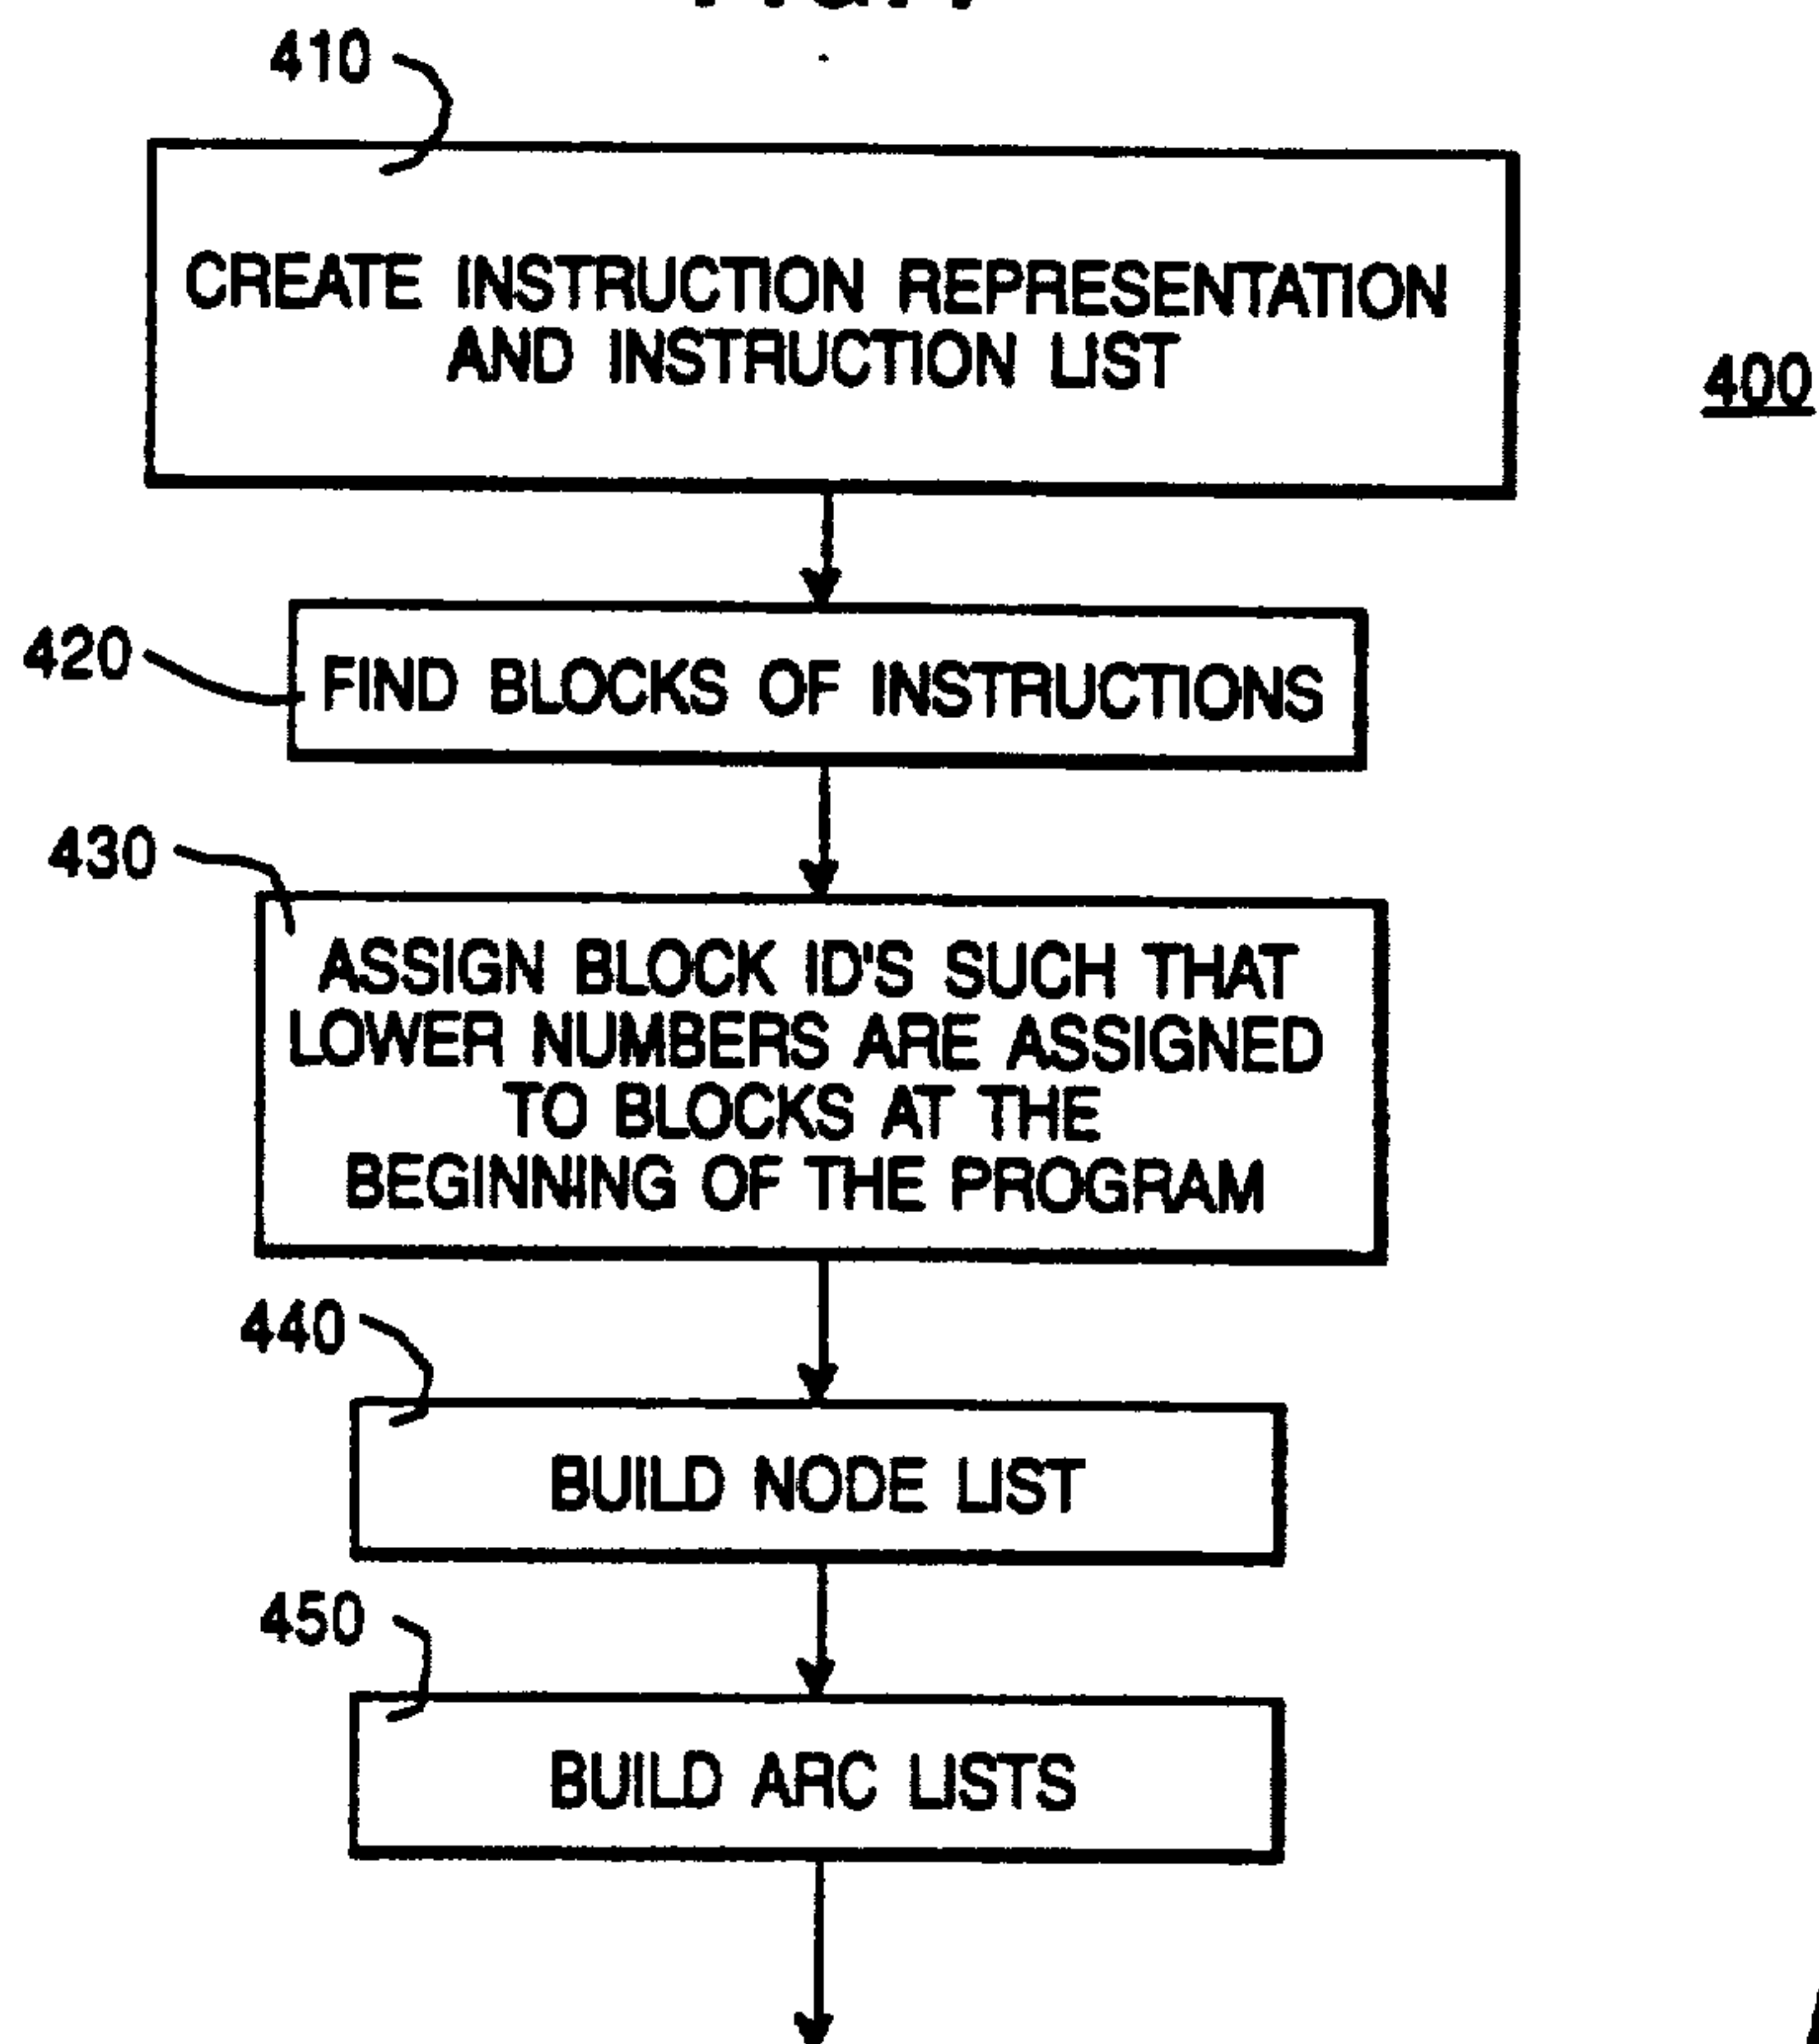 410
CREATE INSTRUCTION REPRESENTATION
AND INSTRUCTION LIST
400
420
FIND BLOCKS OF INSTRUCTIONS
430
ASSIGN BLOCK ID'S SUCH THAT
LOWER NUMBERS ARE ASSIGNED
TO BLOCKS AT THE
BEGINNING OF THE PROGRAM
440
BUILD NODE LIST
450
BUILD ARC LISTS